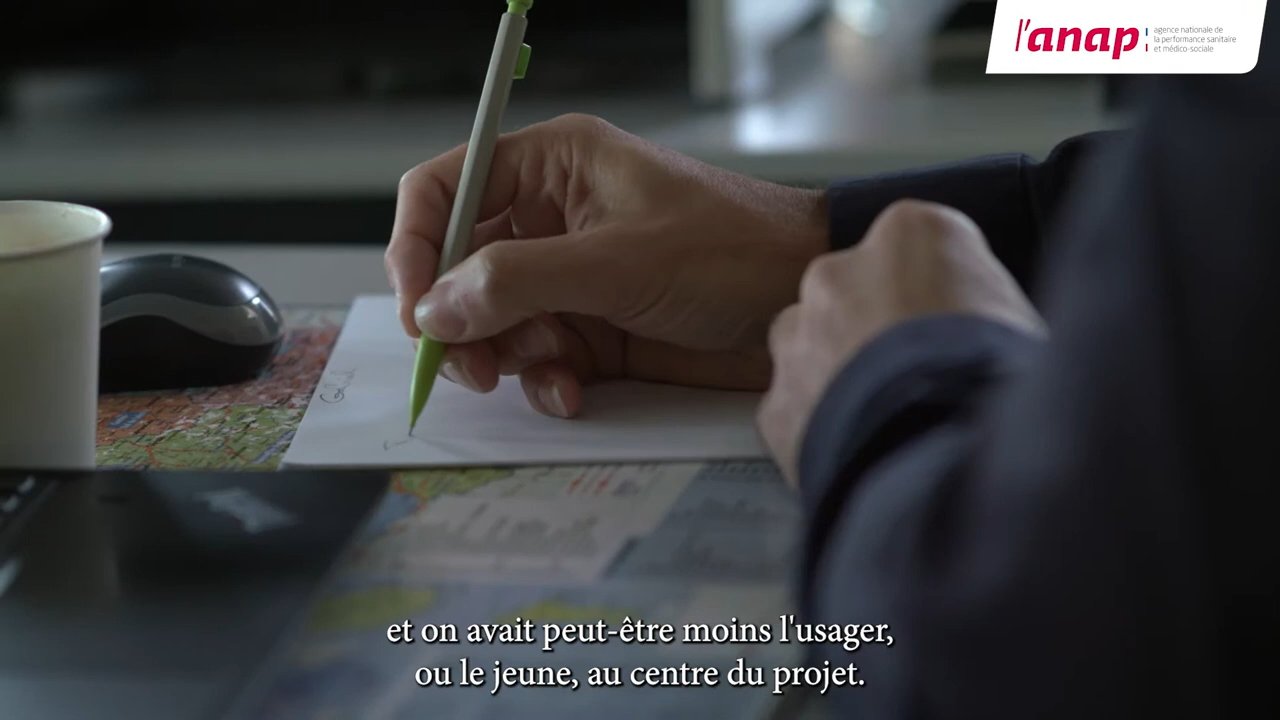 l'anap
agence nationale de
la performance sanitaire
et médico-sociale
et on avait peut-être moins l'usager,
ou le jeune, au centre du projet.